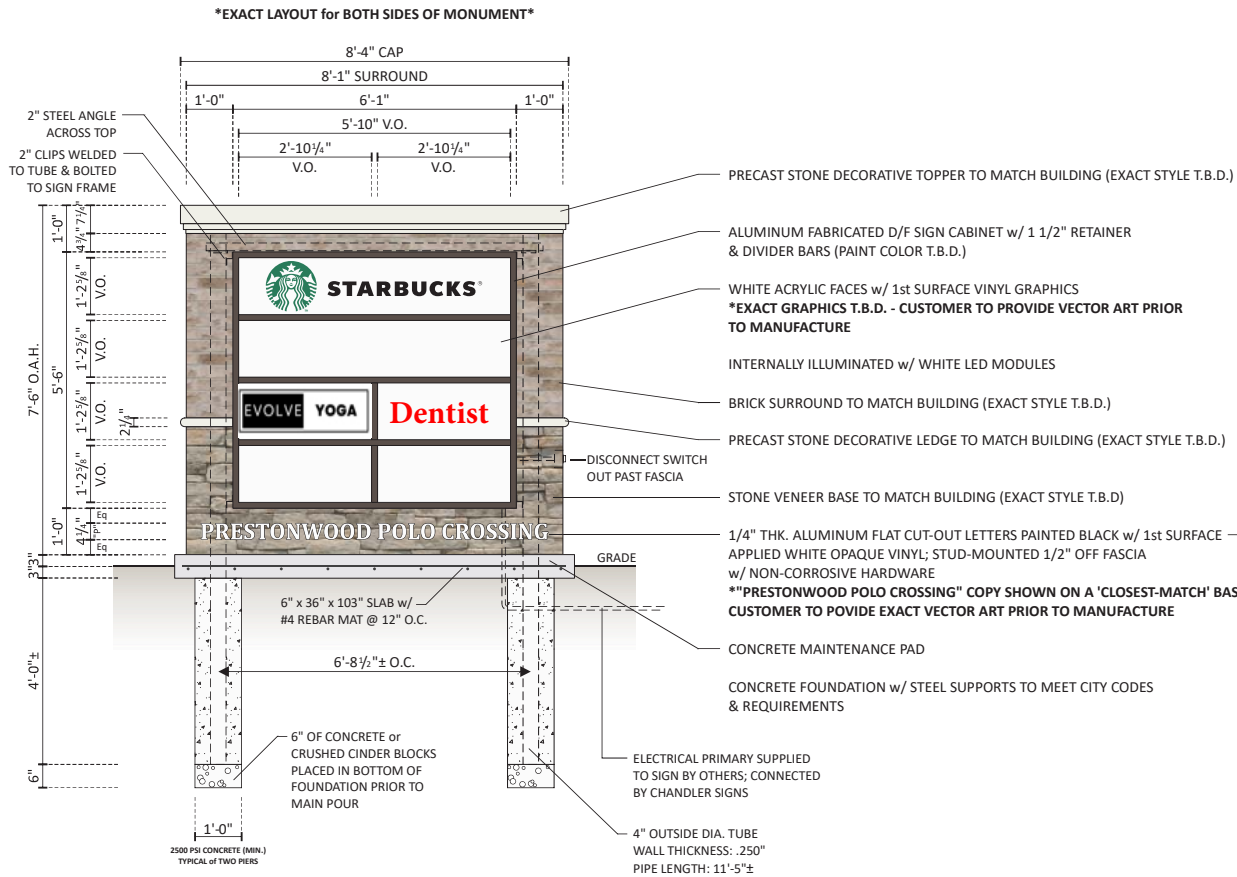 *EXACT LAYOUT for BOTH SIDES OF MONUMENT*
8'-4" CAP
8'-1" SURROUND
1'-0"
6'-1"
1'-0"
5'-10" V.O.
2'-10¼"
V.O.
2'-10¼"
V.O.
2" STEEL ANGLE
ACROSS TOP
2" CLIPS WELDED
TO TUBE & BOLTED
TO SIGN FRAME
7'-6" O.A.H.
1'-0"
5'-6"
1'-0"
7¼"
4¾"
1'-2⅝"
V.O.
1'-2⅝"
V.O.
1'-2⅝"
V.O.
2¼"
1'-2⅝"
V.O.
Eq
4¼"
"P"
Eq
3"
3"
4'-0"±
6"
STARBUCKS®
EVOLVE YOGA
Dentist
PRESTONWOOD POLO CROSSING
DISCONNECT SWITCH
OUT PAST FASCIA
GRADE
PRECAST STONE DECORATIVE TOPPER TO MATCH BUILDING (EXACT STYLE T.B.D.)
ALUMINUM FABRICATED D/F SIGN CABINET w/ 1 1/2" RETAINER
& DIVIDER BARS (PAINT COLOR T.B.D.)
WHITE ACRYLIC FACES w/ 1st SURFACE VINYL GRAPHICS
*EXACT GRAPHICS T.B.D. - CUSTOMER TO PROVIDE VECTOR ART PRIOR
TO MANUFACTURE
INTERNALLY ILLUMINATED w/ WHITE LED MODULES
BRICK SURROUND TO MATCH BUILDING (EXACT STYLE T.B.D.)
PRECAST STONE DECORATIVE LEDGE TO MATCH BUILDING (EXACT STYLE T.B.D.)
STONE VENEER BASE TO MATCH BUILDING (EXACT STYLE T.B.D)
1/4" THK. ALUMINUM FLAT CUT-OUT LETTERS PAINTED BLACK w/ 1st SURFACE
APPLIED WHITE OPAQUE VINYL; STUD-MOUNTED 1/2" OFF FASCIA
w/ NON-CORROSIVE HARDWARE
*"PRESTONWOOD POLO CROSSING" COPY SHOWN ON A 'CLOSEST-MATCH' BAS
CUSTOMER TO POVIDE EXACT VECTOR ART PRIOR TO MANUFACTURE
CONCRETE MAINTENANCE PAD
CONCRETE FOUNDATION w/ STEEL SUPPORTS TO MEET CITY CODES
& REQUIREMENTS
6" x 36" x 103" SLAB w/
#4 REBAR MAT @ 12" O.C.
6'-8½"± O.C.
6" OF CONCRETE or
CRUSHED CINDER BLOCKS
PLACED IN BOTTOM OF
FOUNDATION PRIOR TO
MAIN POUR
ELECTRICAL PRIMARY SUPPLIED
TO SIGN BY OTHERS; CONNECTED
BY CHANDLER SIGNS
1'-0"
2500 PSI CONCRETE (MIN.)
TYPICAL of TWO PIERS
4" OUTSIDE DIA. TUBE
WALL THICKNESS: .250"
PIPE LENGTH: 11'-5"±